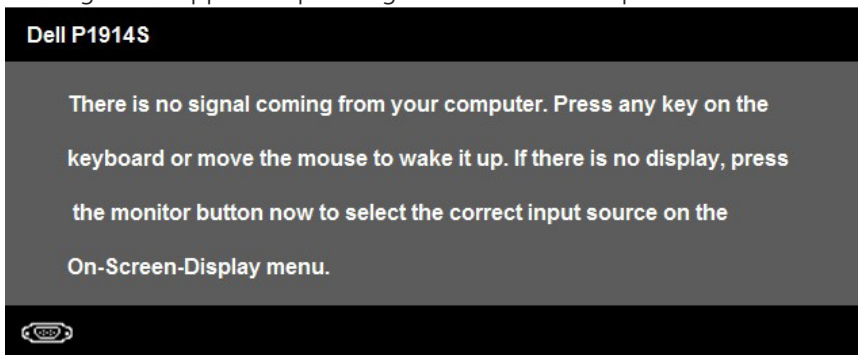 Dell P1914S
There is no signal coming from your computer. Press any key on the
keyboard or move the mouse to wake it up. If there is no display, press
the monitor button now to select the correct input source on the
On-Screen-Display menu.